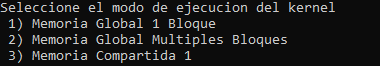 Seleccione el modo de ejecucion del kernel
1) Memoria Global 1 Bloque
2) Memoria Global Multiples Bloques
3) Memoria Compartida 1